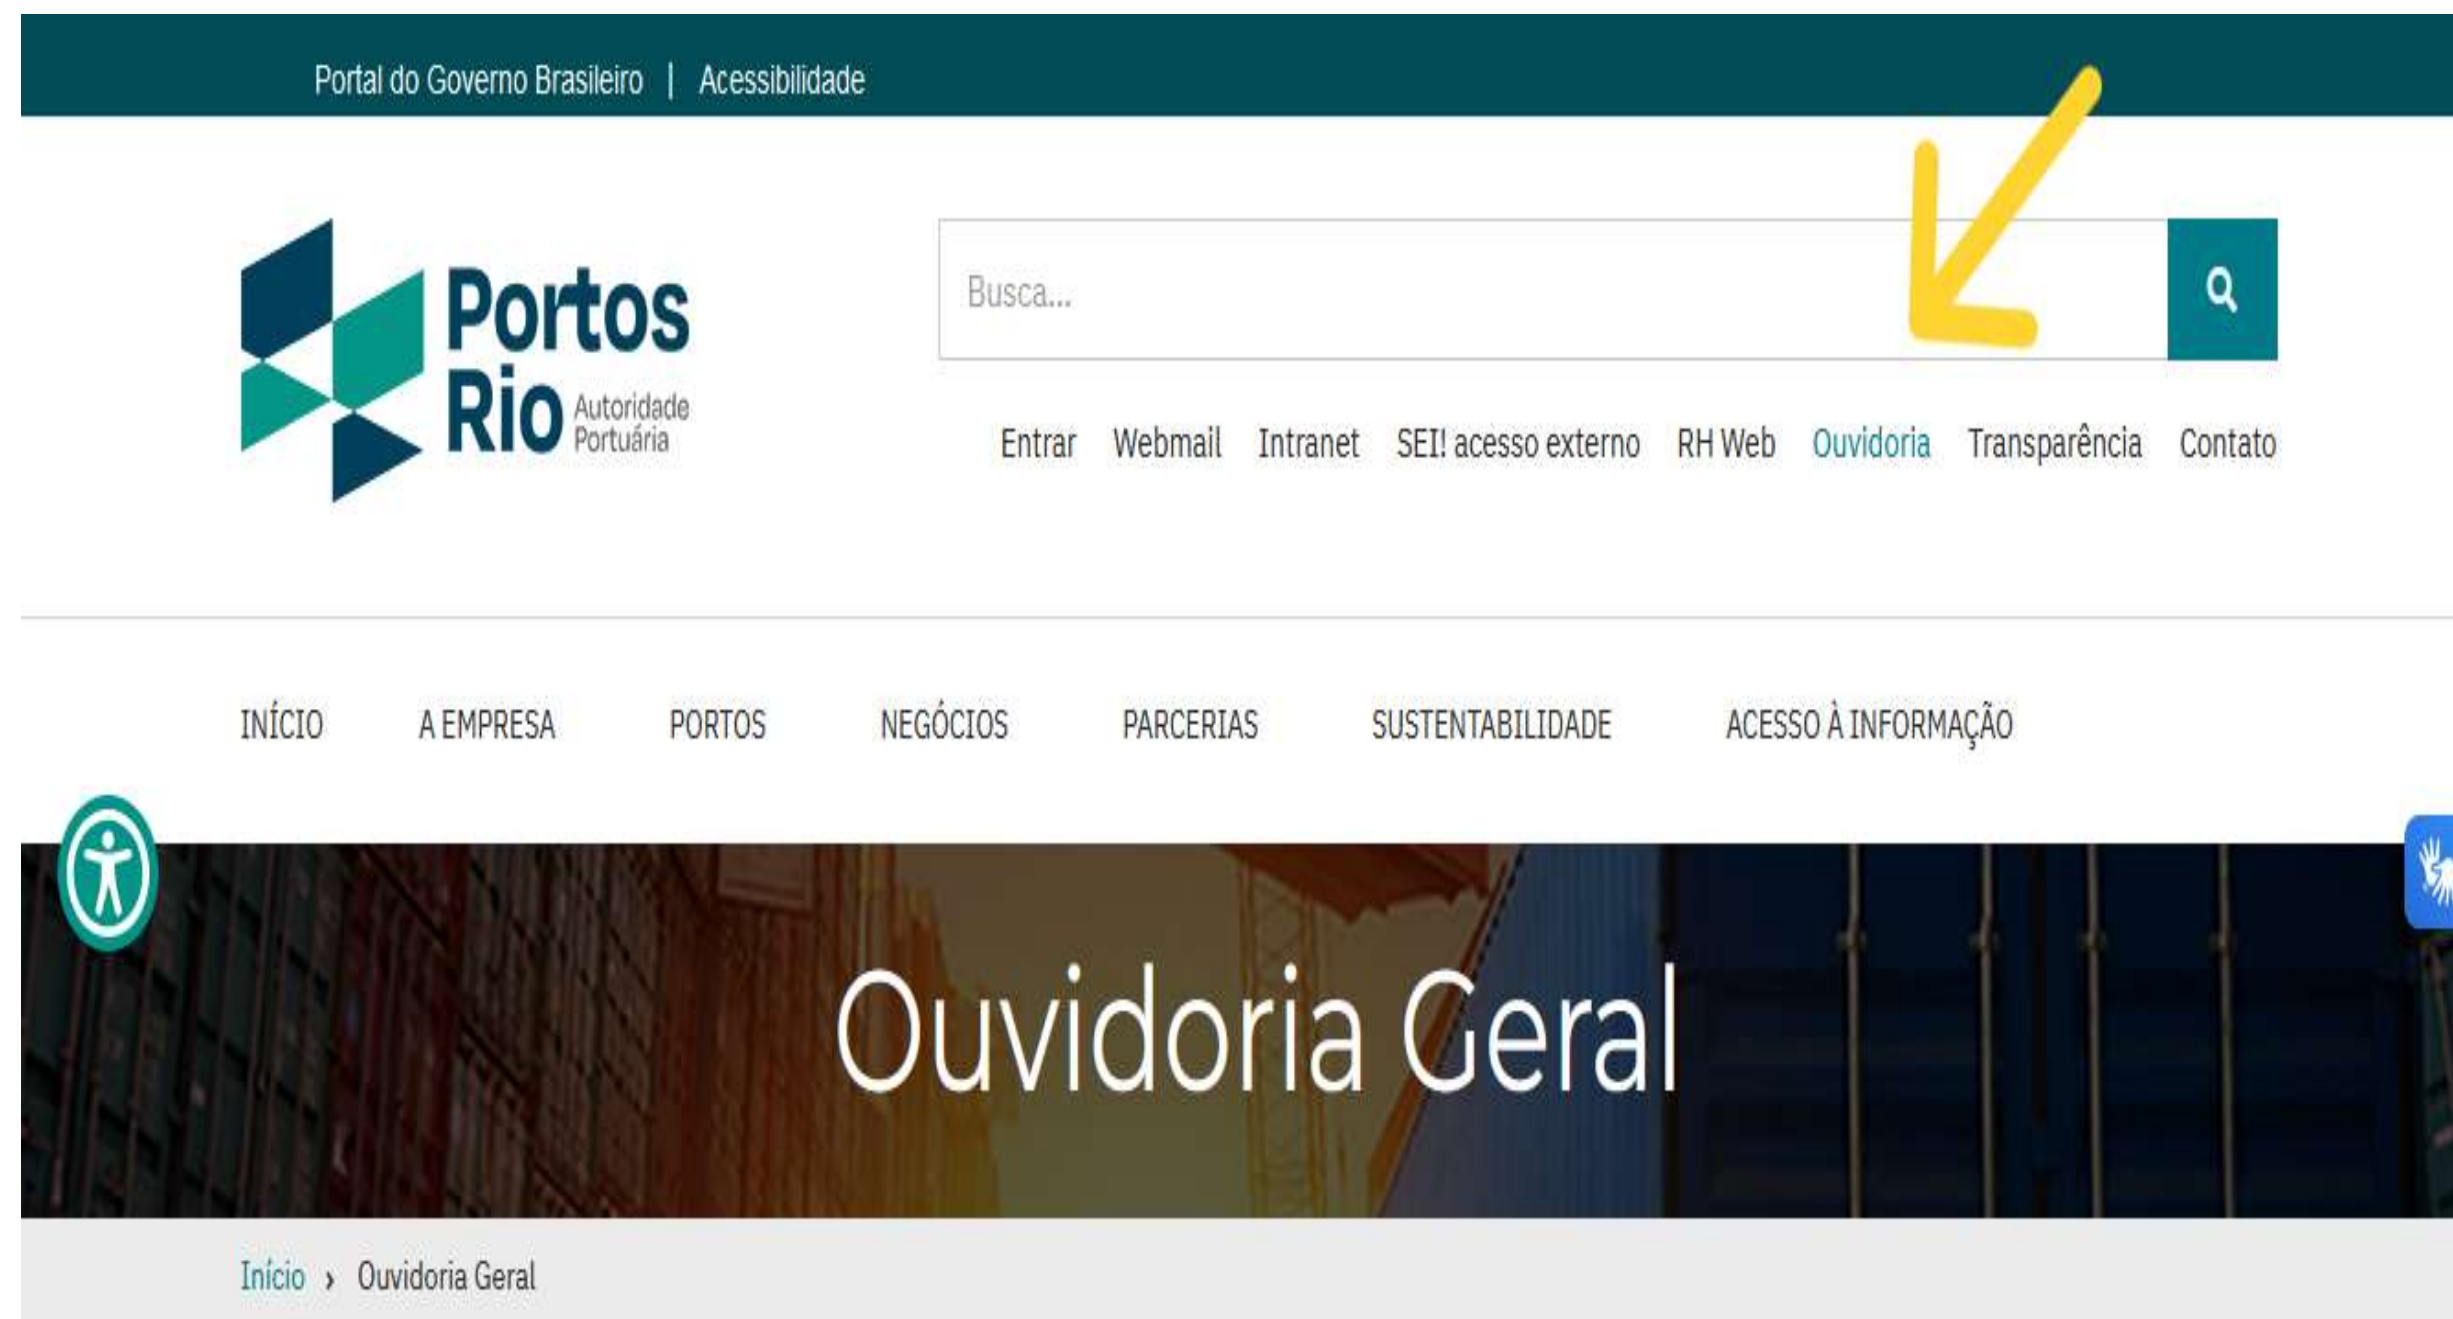 Portal do Governo Brasileiro | Acessibilidade
Portos
Rio
Autoridade
Portuária
Busca...
Entrar Webmail Intranet SEI! acesso externo RH Web Ouvidoria Transparência Contato
INÍCIO A EMPRESA PORTOS NEGÓCIOS PARCERIAS SUSTENTABILIDADE ACESSO À INFORMAÇÃO
Ouvidoria Geral
Início › Ouvidoria Geral